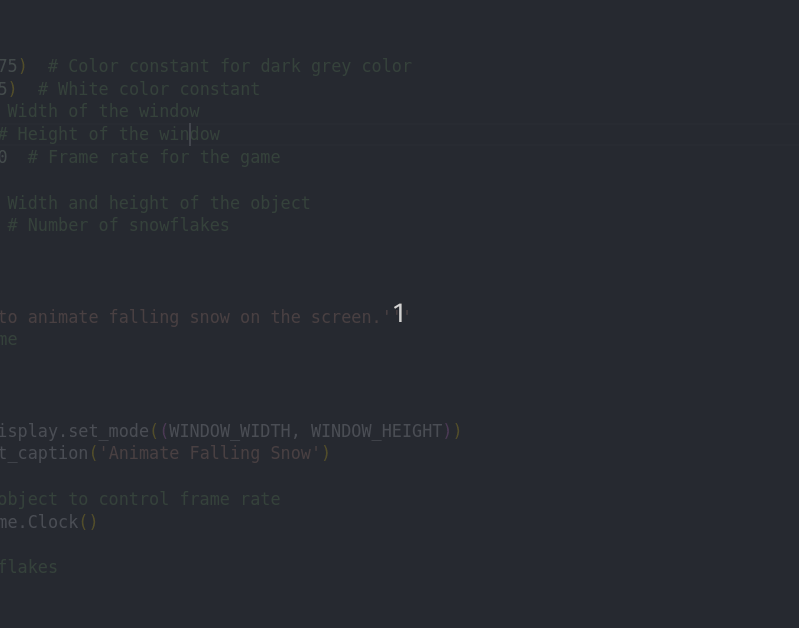 75)  # Color constant for dark grey color
5)  # White color constant
Width of the window
# Height of the window
0  # Frame rate for the game
Width and height of the object
# Number of snowflakes
to animate falling snow on the screen.'''
1
me
isplay.set_mode((WINDOW_WIDTH, WINDOW_HEIGHT))
t_caption('Animate Falling Snow')
object to control frame rate
me.Clock()
flakes